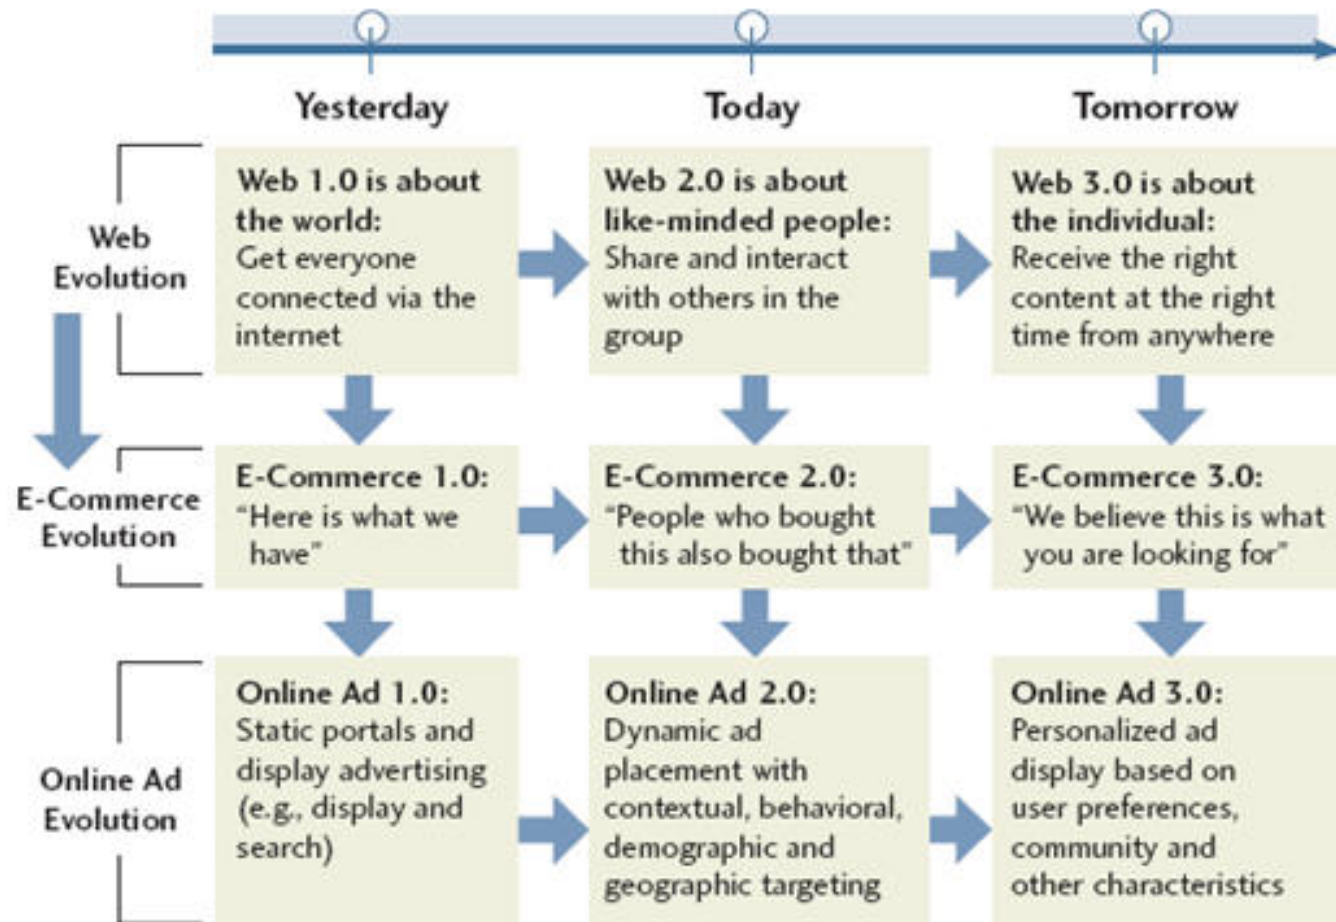 Yesterday
Today
Tomorrow
Web
Evolution
Web 1.0 is about
the world:
Get everyone
connected via the
internet
Web 2.0 is about
like-minded people:
Share and interact
with others in the
group
Web 3.0 is about
the individual:
Receive the right
content at the right
time from anywhere
E-Commerce
Evolution
E-Commerce 1.0:
“Here is what we
have”
E-Commerce 2.0:
“People who bought
this also bought that”
E-Commerce 3.0:
“We believe this is what
you are looking for”
Online Ad
Evolution
Online Ad 1.0:
Static portals and
display advertising
(e.g., display and
search)
Online Ad 2.0:
Dynamic ad
placement with
contextual, behavioral,
demographic and
geographic targeting
Online Ad 3.0:
Personalized ad
display based on
user preferences,
community and
other characteristics